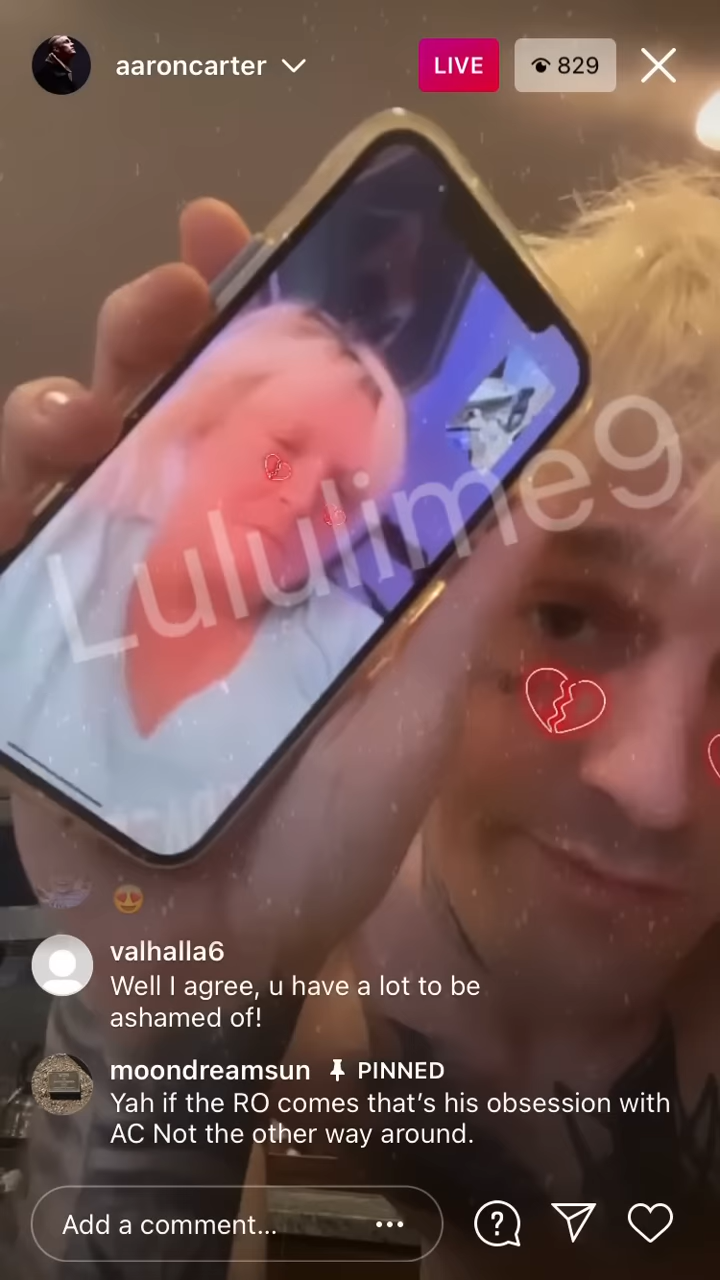 aaroncarter
LIVE
829
Lululime9
😍
valhalla6
Well I agree, u have a lot to be
ashamed of!
moondreamsun PINNED
Yah if the RO comes that's his obsession with
AC Not the other way around.
Add a comment...